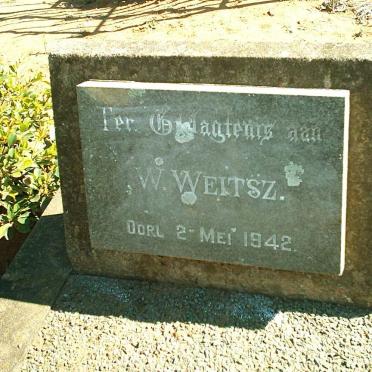 Ter Gedagtenis aan
W. WEITSZ.
OORL 2-MEI 1942.